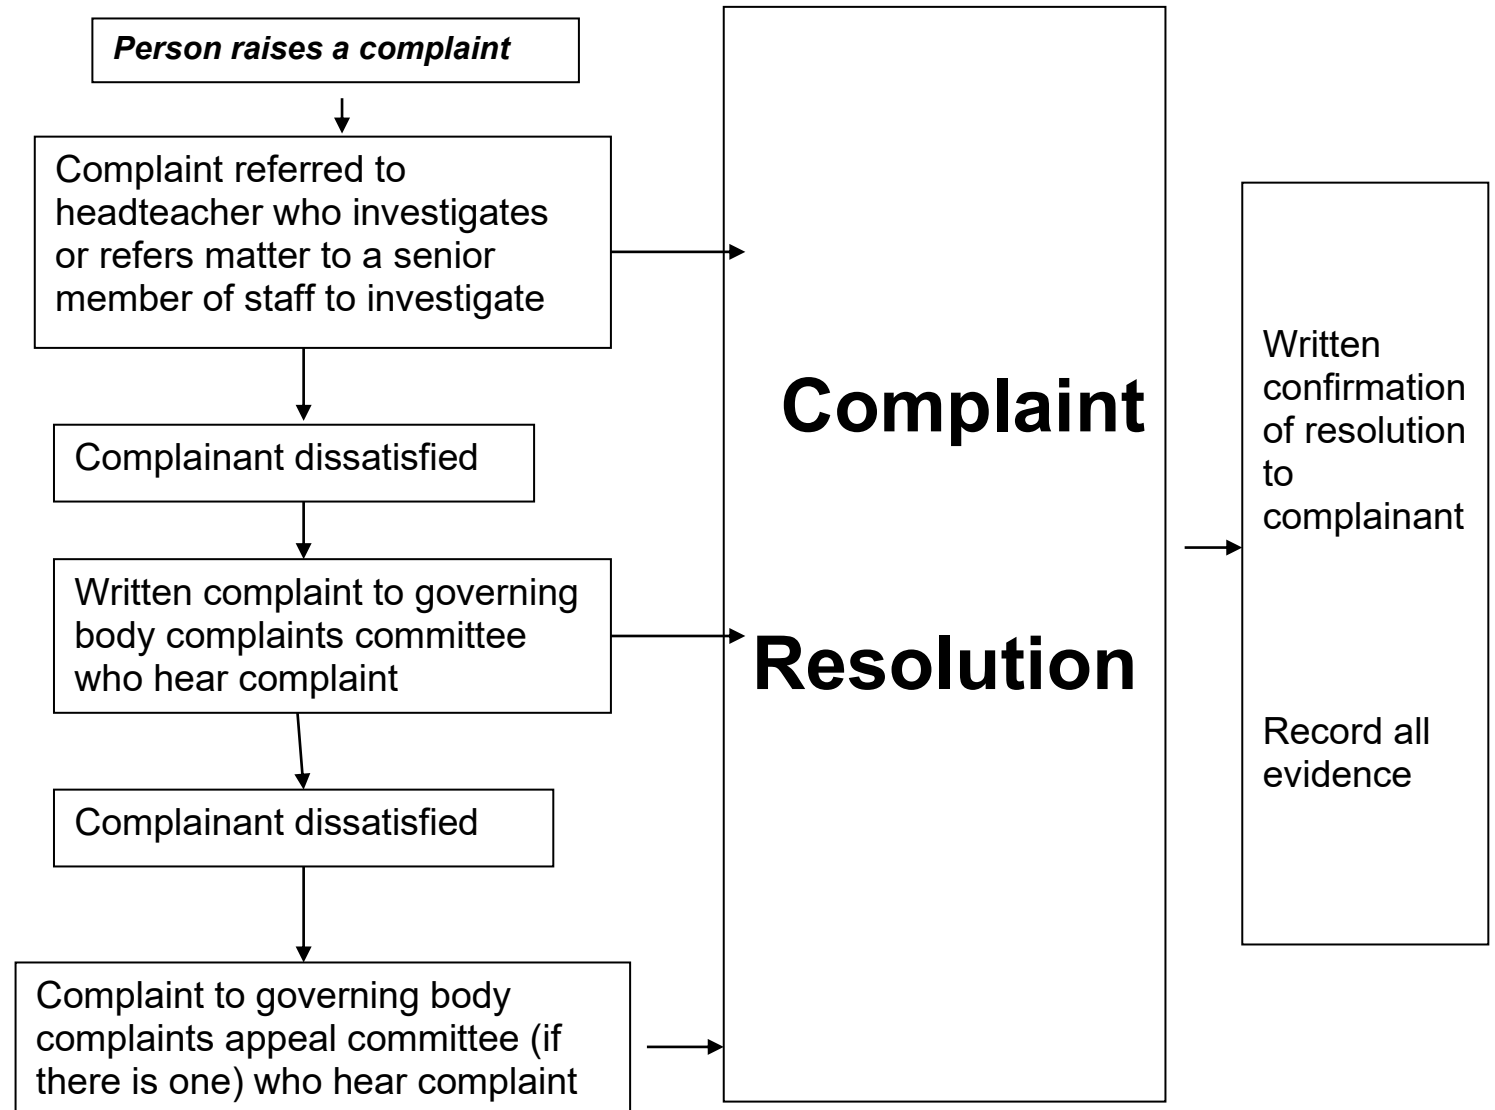 Person raises a complaint
Complaint referred to
headteacher who investigates
or refers matter to a senior
member of staff to investigate
Complainant dissatisfied
Written complaint to governing
body complaints committee
who hear complaint
Complainant dissatisfied
Complaint to governing body
complaints appeal committee (if
there is one) who hear complaint
Complaint
Resolution
Written
confirmation
of resolution
to
complainant
Record all
evidence